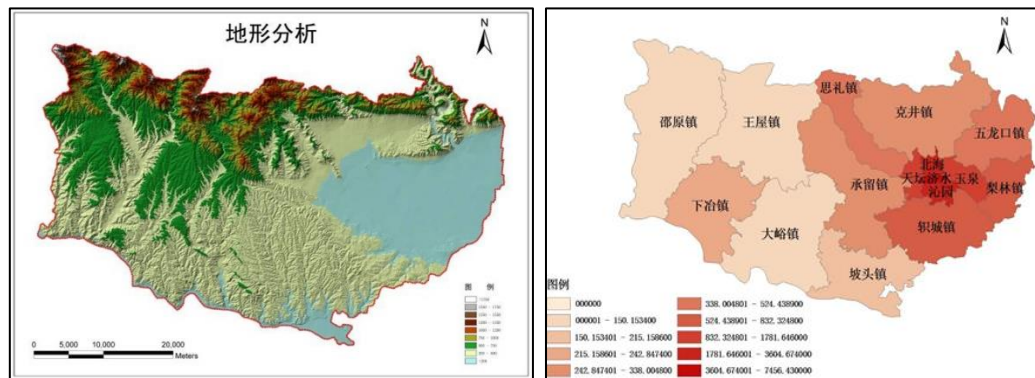 地形分析
N
图 例
0 5,000 10,000 20,000
Meters
N
思礼镇
克井镇
邵原镇
王屋镇
五龙口镇
北海
天坛济水玉泉
沁园
梨林镇
承留镇
下冶镇
轵城镇
大峪镇
坡头镇
图例
000000
000001 - 150.153400
150.153401 - 215.158600
215.158601 - 242.847400
242.847401 - 338.004800
338.004801 - 524.438900
524.438901 - 832.324800
832.324801 - 1781.646000
1781.646001 - 3604.674000
3604.674001 - 7456.430000